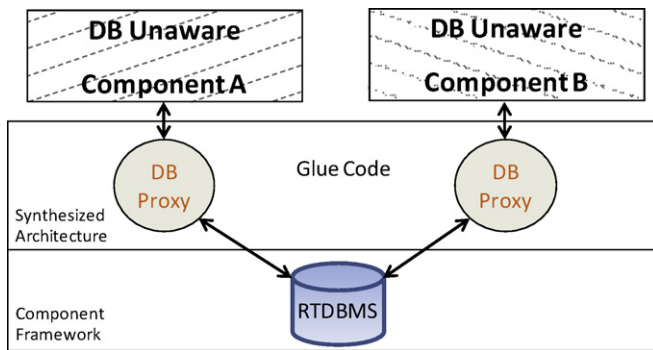 DB Unaware
Component A
DB Unaware
Component B
DB
Proxy
Glue Code
DB
Proxy
Synthesized
Architecture
RTDBMS
Component
Framework